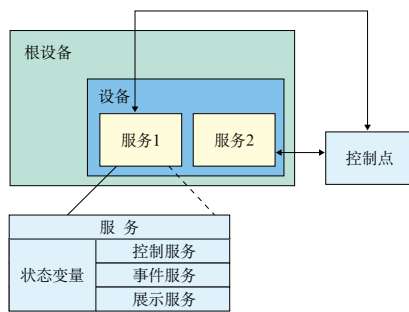 根设备
设备
服务1
服务2
控制点
服 务
状态变量
控制服务
事件服务
展示服务